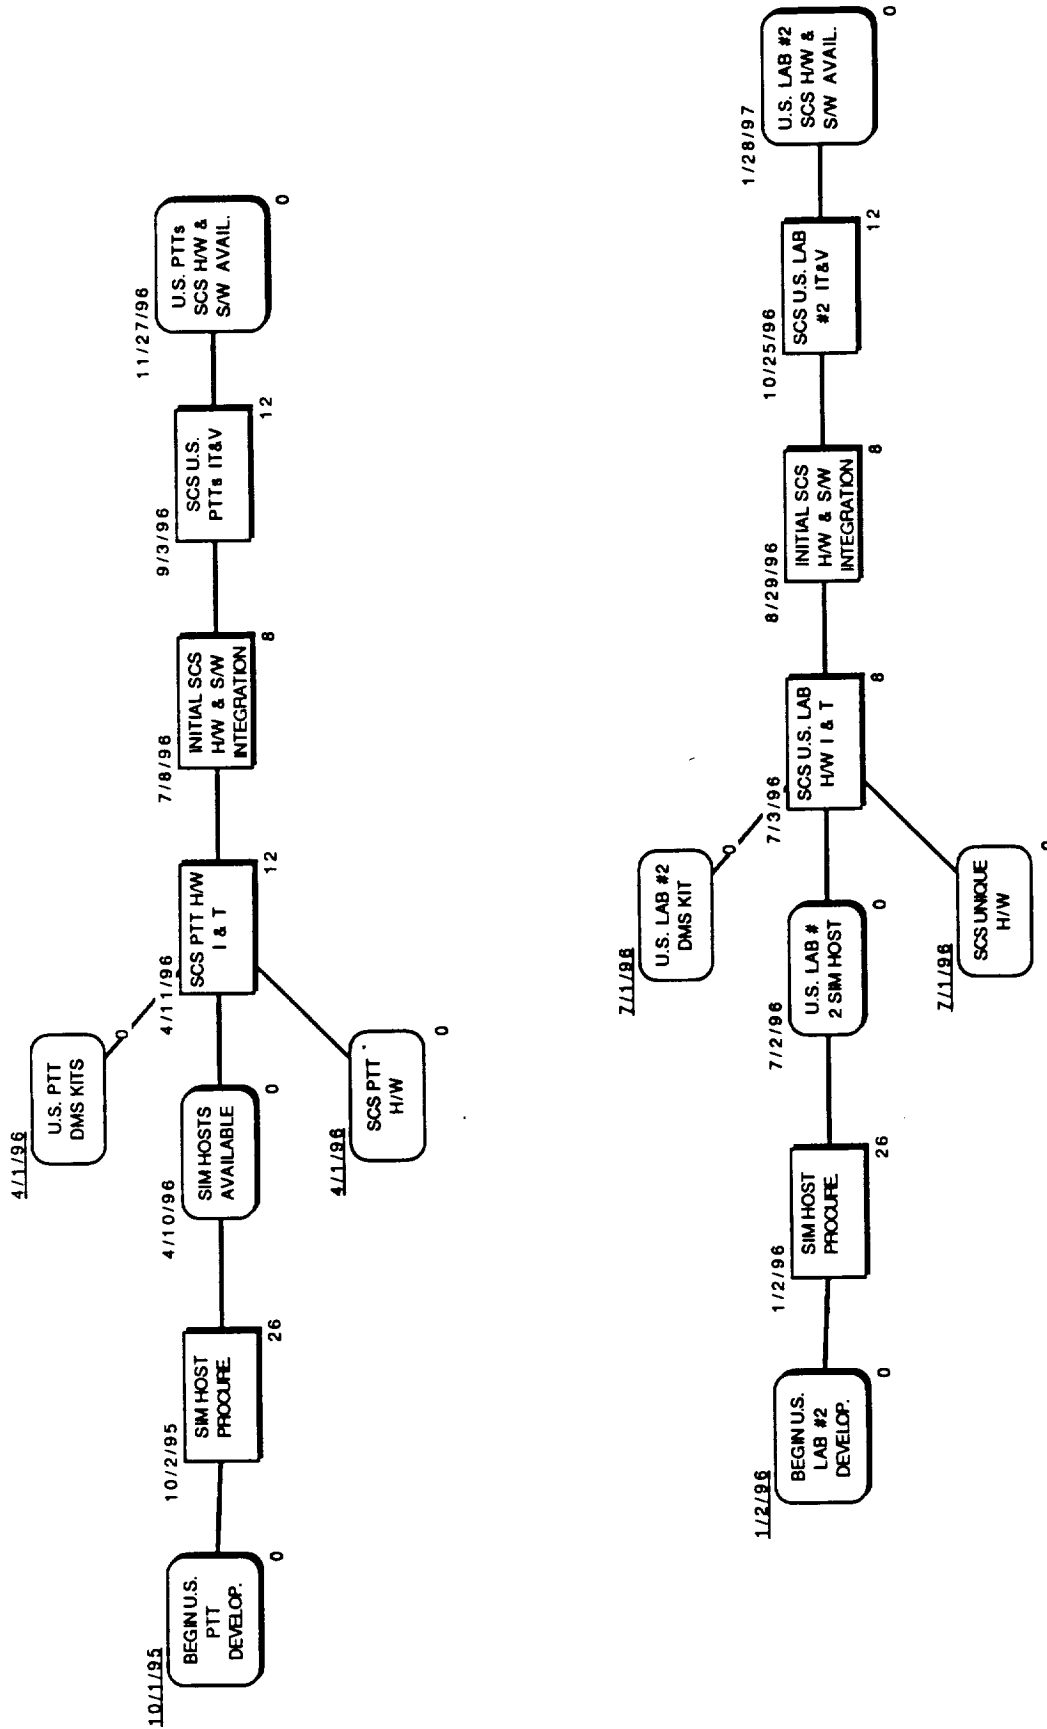 10/1/95
BEGIN U.S.
PTT
DEVELOP.
0
10/2/95
SIM HOST
PROCURE.
26
4/10/96
SIM HOSTS
AVAILABLE
0
4/1/96
U.S. PTT
DMS KITS
0
4/1/96
SCS PTT
H/W
0
4/11/96
SCS PTT H/W
I & T
12
7/8/96
INITIAL SCS
H/W & S/W
INTEGRATION
8
9/3/96
SCS U.S.
PTTs IT&V
12
11/27/96
U.S. PTTs
SCS H/W &
S/W AVAIL.
0
1/2/96
BEGIN U.S.
LAB #2
DEVELOP.
0
1/2/96
SIM HOST
PROCURE.
26
7/2/96
U.S. LAB #
2 SIM HOST
0
7/1/96
U.S. LAB #2
DMS KIT
0
7/1/96
SCS UNIQUE
H/W
0
7/3/96
SCS U.S. LAB
H/W I & T
8
8/29/96
INITIAL SCS
H/W & S/W
INTEGRATION
8
10/25/96
SCS U.S. LAB
#2 IT&V
12
1/28/97
U.S. LAB #2
SCS H/W &
S/W AVAIL.
0